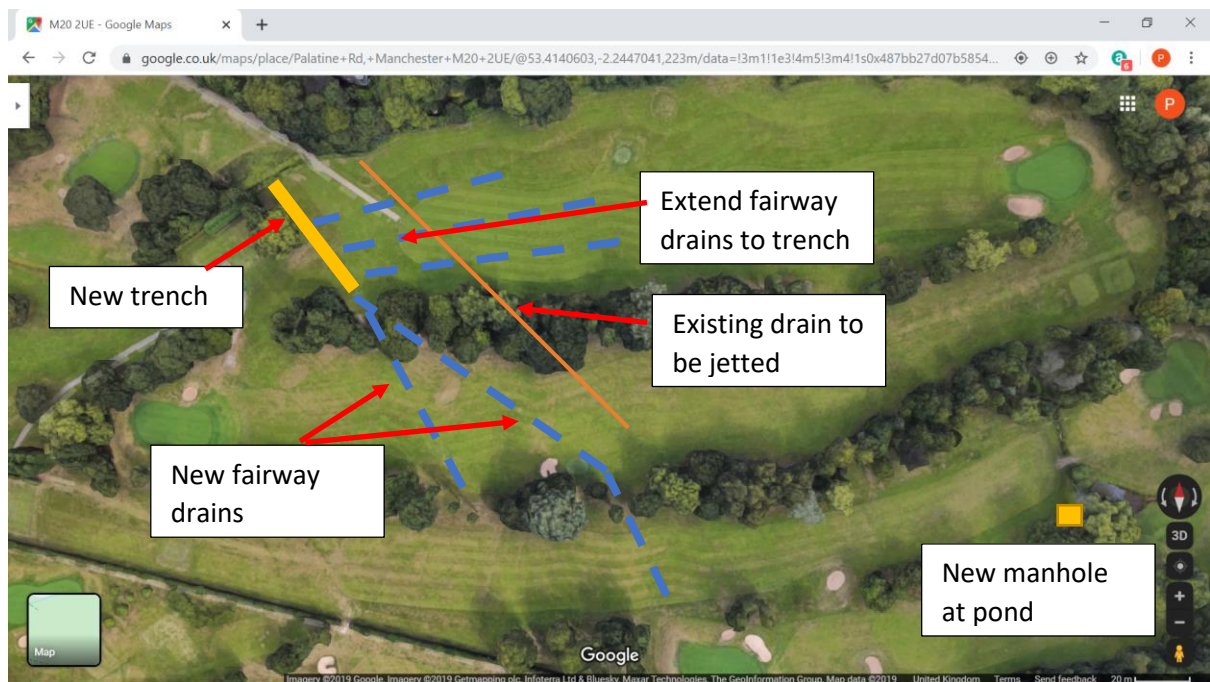 M20 2UE - Google Maps
google.co.uk/maps/place/Palatine+Rd,+Manchester+M20+2UE/@53.4140603,-2.2447041,223m/data=!3m1!1e3!4m5!3m4!1s0x487bb27d07b5854...
6
P
P
Extend fairway
drains to trench
New trench
Existing drain to
be jetted
New fairway
drains
3D
New manhole
at pond
Map
Google
Imagery ©2019 Google, Imagery ©2019 Getmapping plc, Infoterra Ltd & Bluesky, Maxar Technologies, The GeoInformation Group, Map data ©2019 United Kingdom Terms Send feedback 20 m